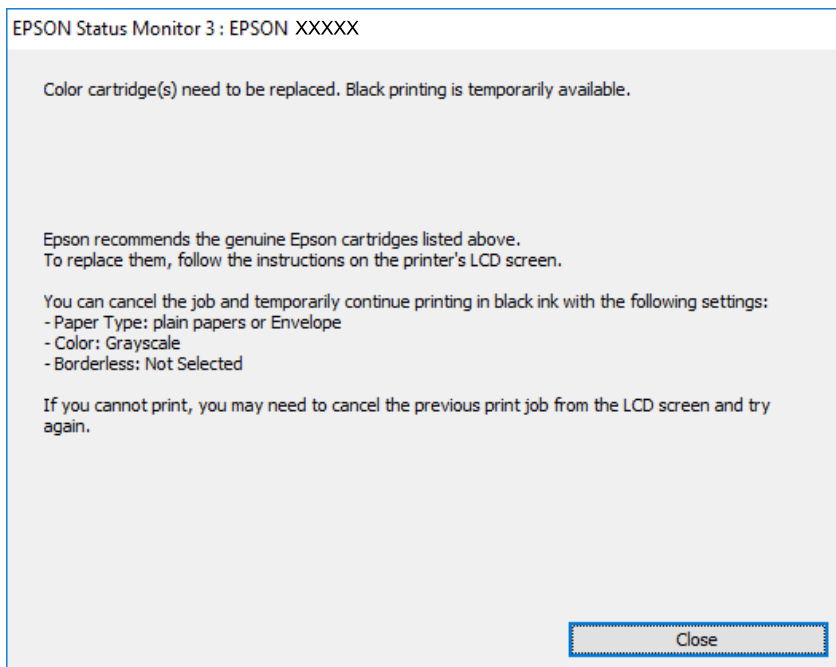 EPSON Status Monitor 3 : EPSON XXXXX
Color cartridge(s) need to be replaced. Black printing is temporarily available.
Epson recommends the genuine Epson cartridges listed above.
To replace them, follow the instructions on the printer's LCD screen.
You can cancel the job and temporarily continue printing in black ink with the following settings:
- Paper Type: plain papers or Envelope
- Color: Grayscale
- Borderless: Not Selected
If you cannot print, you may need to cancel the previous print job from the LCD screen and try
again.
Close